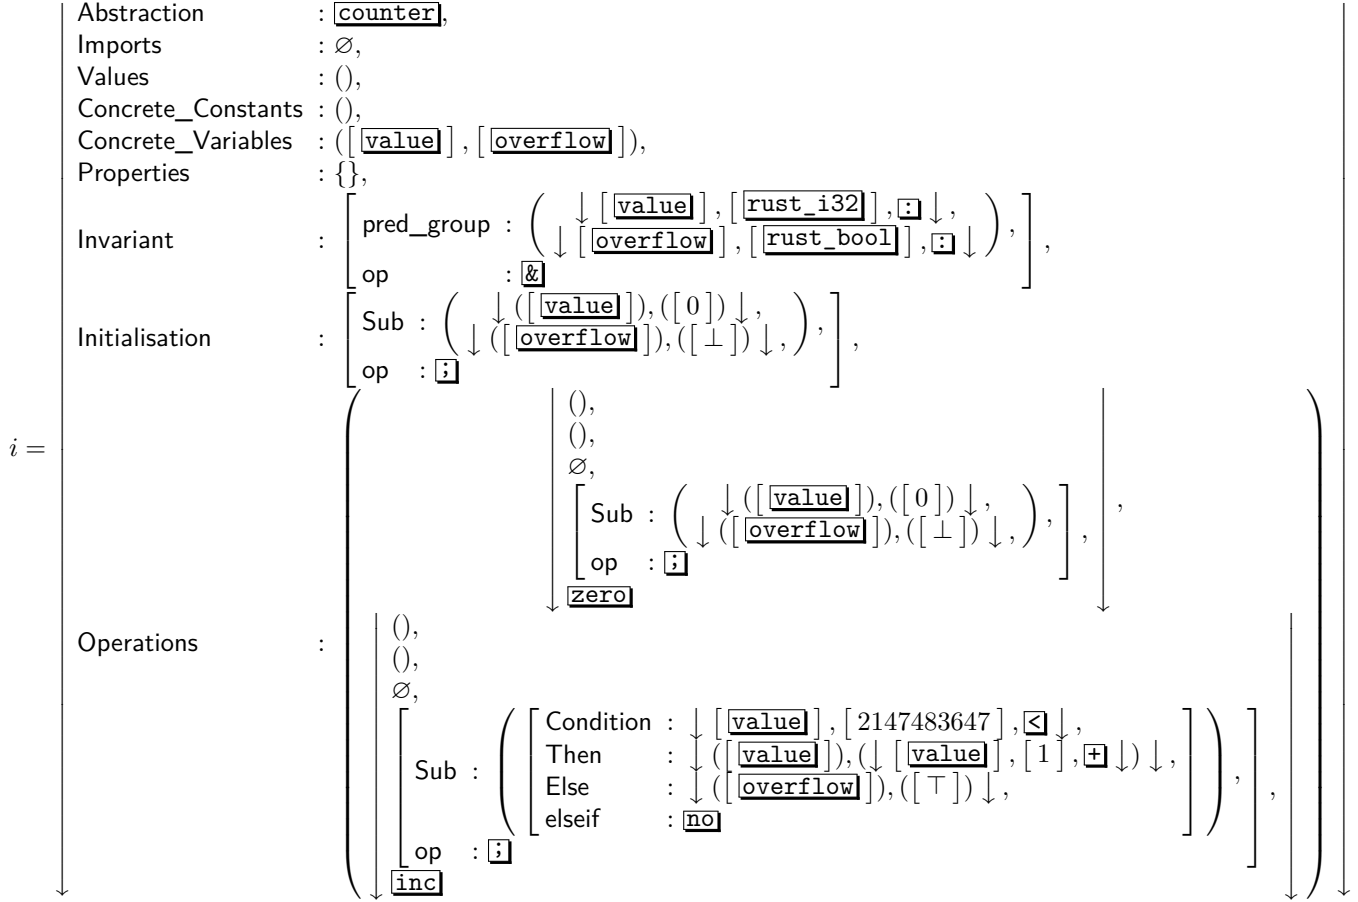 Abstraction : counter,
Imports : ∅,
Values : (),
Concrete_Constants : (),
Concrete_Variables : ([ value ] , [ overflow ]),
Properties : {},
Invariant : [ pred_group : ( ↓ [ value ] , [ rust_i32 ] , : ↓ ,
↓ [ overflow ] , [ rust_bool ] , : ↓ ) ,
op : & ] ,
Initialisation : [ Sub : ( ↓ ([ value ]), ([ 0 ]) ↓ ,
↓ ([ overflow ]), ([ ⊥ ]) ↓ , ) ,
op : ; ] ,
i =
Operations : (
(),
(),
∅,
[ Sub : ( ↓ ([ value ]), ([ 0 ]) ↓ ,
↓ ([ overflow ]), ([ ⊥ ]) ↓ , ) ,
op : ; ] ,
zero ,
(),
(),
∅,
[ Sub : ( [ Condition : ↓ [ value ] , [ 2147483647 ] , < ↓ ,
Then : ↓ ([ value ]), (↓ [ value ] , [ 1 ] , + ↓) ↓ ,
Else : ↓ ([ overflow ]), ([ ⊤ ]) ↓ ,
elseif : no ] ) ,
op : ; ] ,
inc )